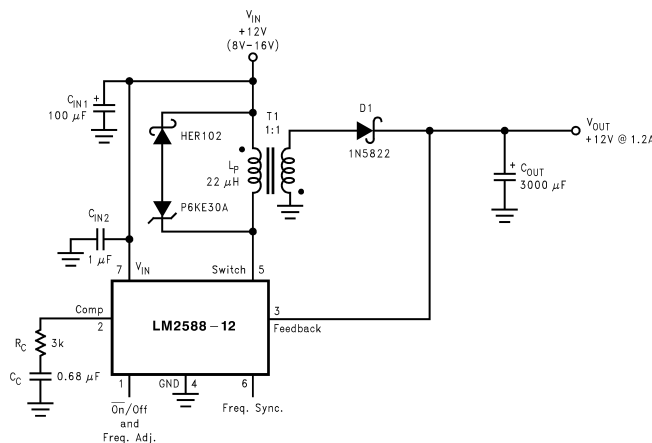 V_IN
+12V
(8V-16V)
C_IN1 +
100 μF
HER102
T1
1:1
D1
1N5822
V_OUT
+12V @ 1.2A
L_P
22 μH
+
C_OUT
3000 μF
P6KE30A
C_IN2
1 μF
7 V_IN
Switch 5
Comp
2
LM2588-12
3
Feedback
R_C 3k
C_C 0.68 μF
1
GND 4
6
On/Off
and
Freq. Adj.
Freq. Sync.